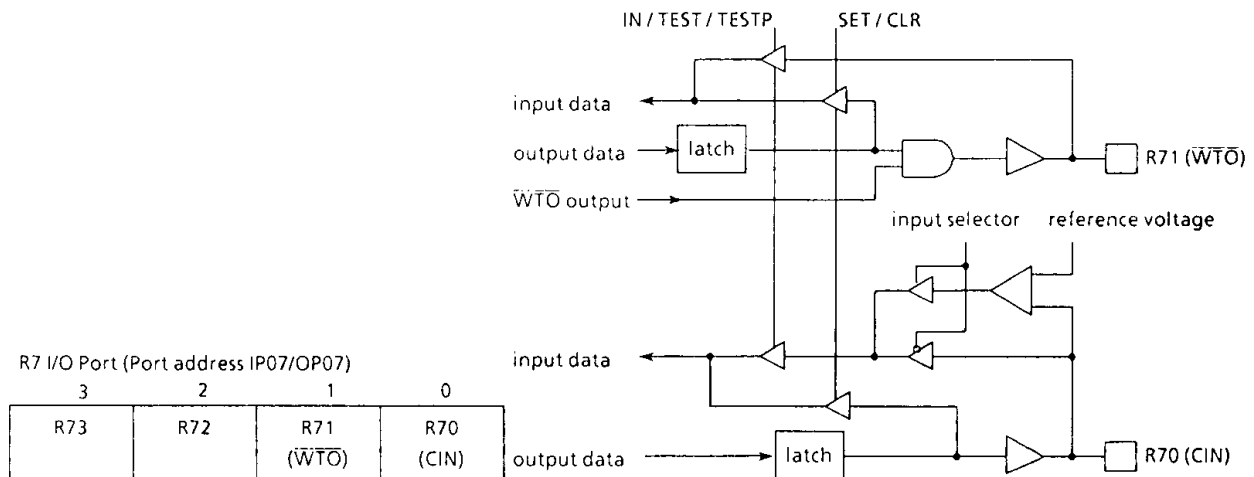 IN / TEST / TESTP SET / CLR
input data
output data latch
R71 (W̅T̅O̅)
W̅T̅O̅ output
input selector reference voltage
input data
output data latch R70 (CIN)
R7 I/O Port (Port address IP07/OP07)
3 2 1 0
R73 R72 R71 R70
(W̅T̅O̅) (CIN)